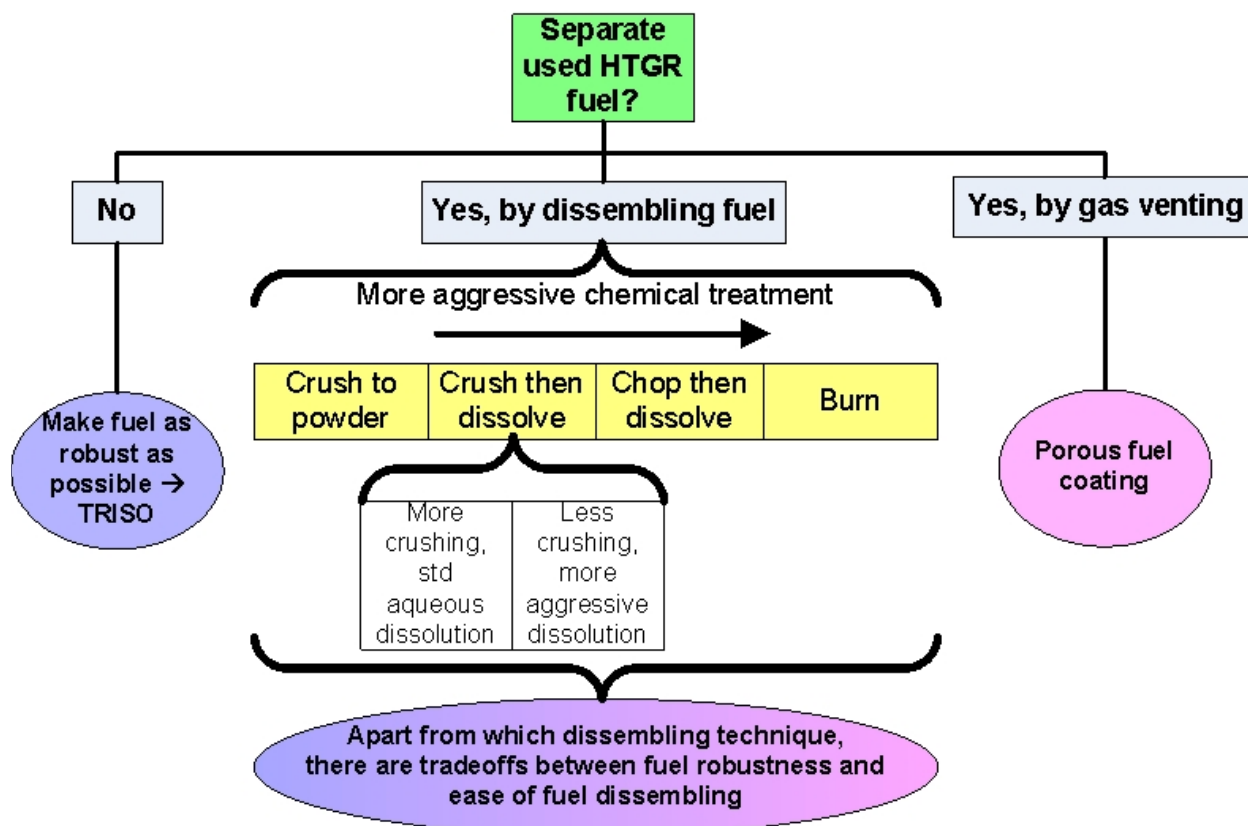 Separate
used HTGR
fuel?
No
Yes, by dissembling fuel
Yes, by gas venting
More aggressive chemical treatment
Crush to
powder
Crush then
dissolve
Chop then
dissolve
Burn
Make fuel as
robust as
possible →
TRISO
Porous fuel
coating
More
crushing,
std
aqueous
dissolution
Less
crushing,
more
aggressive
dissolution
Apart from which dissembling technique,
there are tradeoffs between fuel robustness and
ease of fuel dissembling